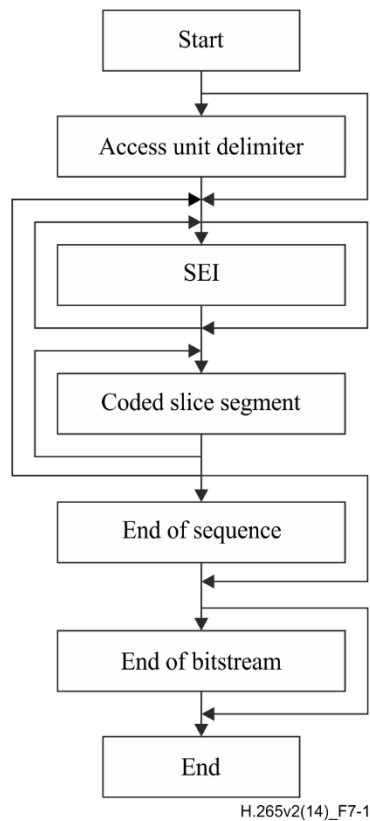 Start
Access unit delimiter
SEI
Coded slice segment
End of sequence
End of bitstream
End
H.265v2(14)_F7-1